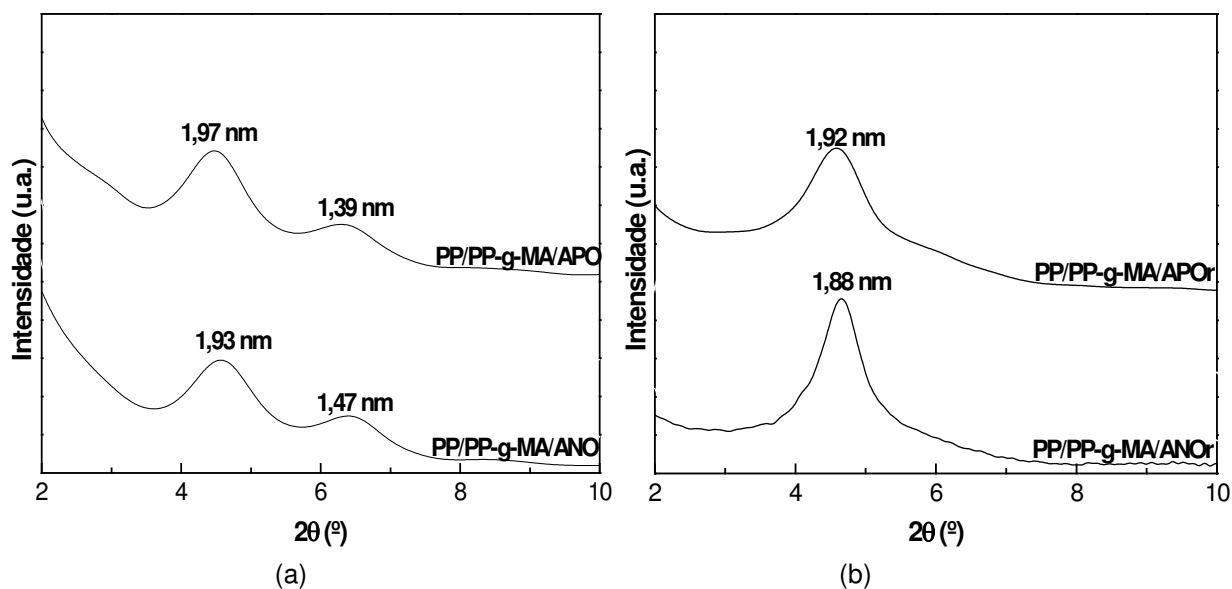 Intensidade (u.a.)
1,97 nm
1,39 nm
PP/PP-g-MA/APO
1,93 nm
1,47 nm
PP/PP-g-MA/ANO
2 4 6 8 10
2θ (º)
(a)
Intensidade (u.a.)
1,92 nm
PP/PP-g-MA/APOr
1,88 nm
PP/PP-g-MA/ANOr
2 4 6 8 10
2θ (º)
(b)